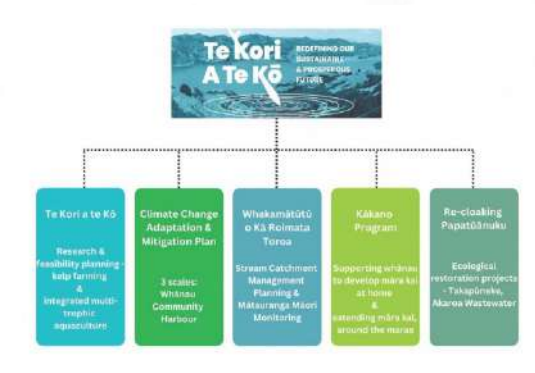 Te Kori
A Te Kō
REDEFINING OUR
SUSTAINABLE
& PROSPEROUS
FUTURE
Te Kori a te Kō
Research &
feasibility planning -
kelp farming
&
integrated multi-
trophic
aquaculture
Climate Change
Adaptation &
Mitigation Plan
3 scales:
Whānau
Community
Harbour
Whakamātūtū
o Kā Roimata
Toroa
Stream Catchment
Management
Planning &
Mātauranga Māori
Monitoring
Kākano
Program
Supporting whānau
to develop māra kai
at home
&
extending māra kai,
around the marae
Re-cloaking
Papatūānuku
Ecological
restoration projects
- Takapūneke,
Akaroa Wastewater